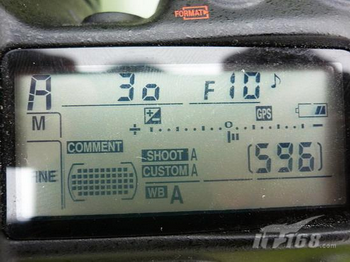 FORMAT
A 30 F10
M GPS
COMMENT
SHOOT A
[596]
CUSTOM A
WB A
IT168.com